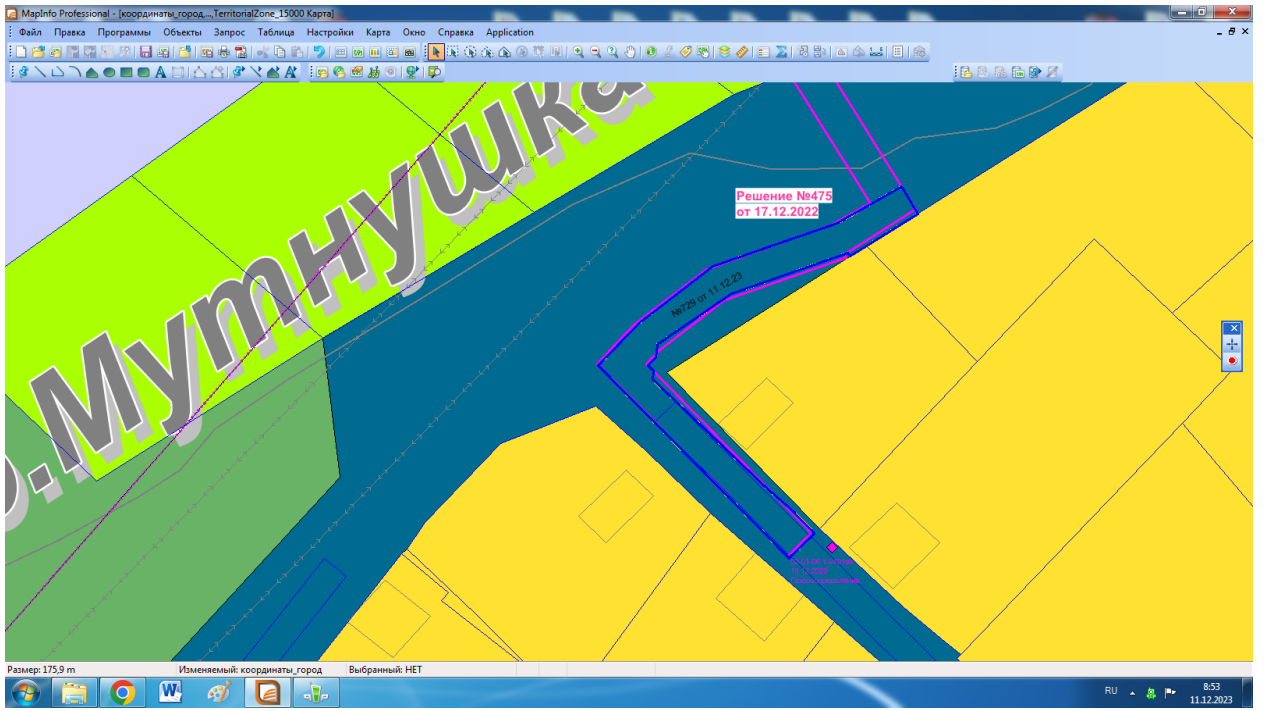 MapInfo Professional - [координаты_город,...,TerritorialZone_15000 Карта]
Файл Правка Программы Объекты Запрос Таблица Настройки Карта Окно Справка Application
Решение №475
от 17.12.2022
№729 от 11.12.23
р.Мутнушка
Размер: 175,9 m Изменяемый: координаты_город Выбранный: НЕТ
RU 8:53
11.12.2023